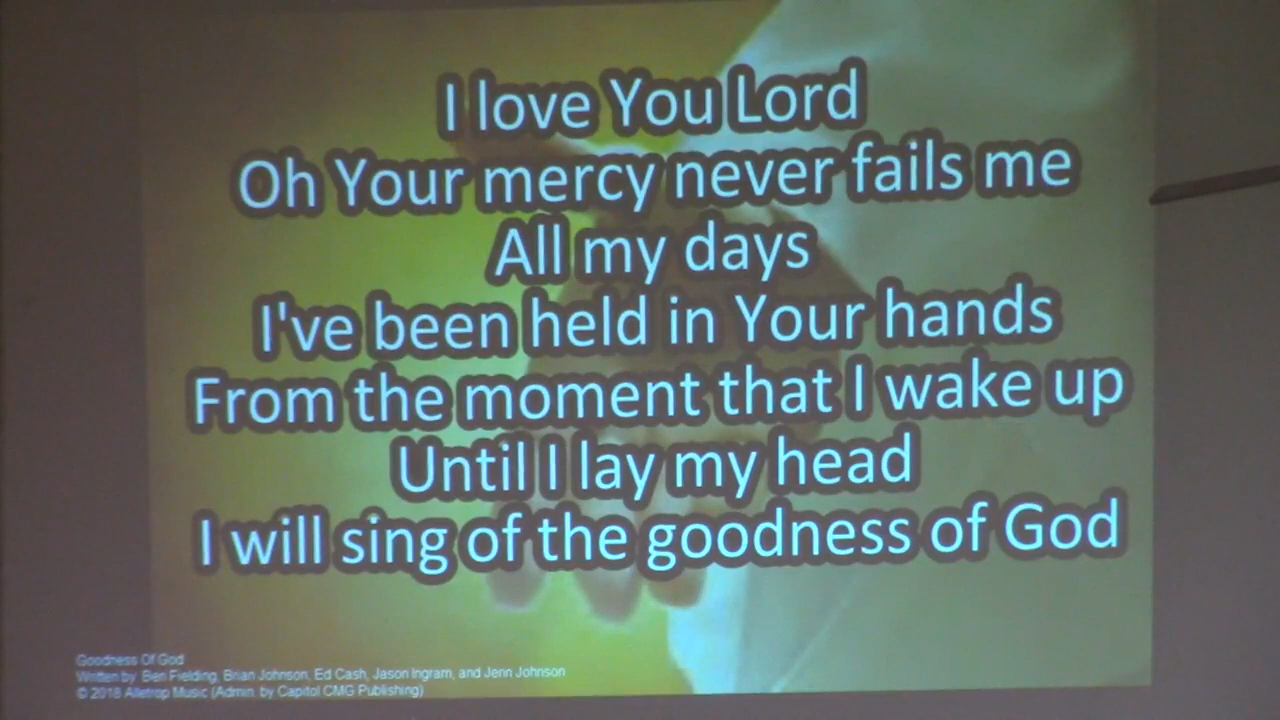 I love You Lord
Oh Your mercy never fails me
All my days
I've been held in Your hands
From the moment that I wake up
Until I lay my head
I will sing of the goodness of God
Goodness Of God
Written by Ben Fielding, Brian Johnson, Ed Cash, Jason Ingram, and Jenn Johnson
© 2018 Alletrop Music (Admin. by Capitol CMG Publishing)